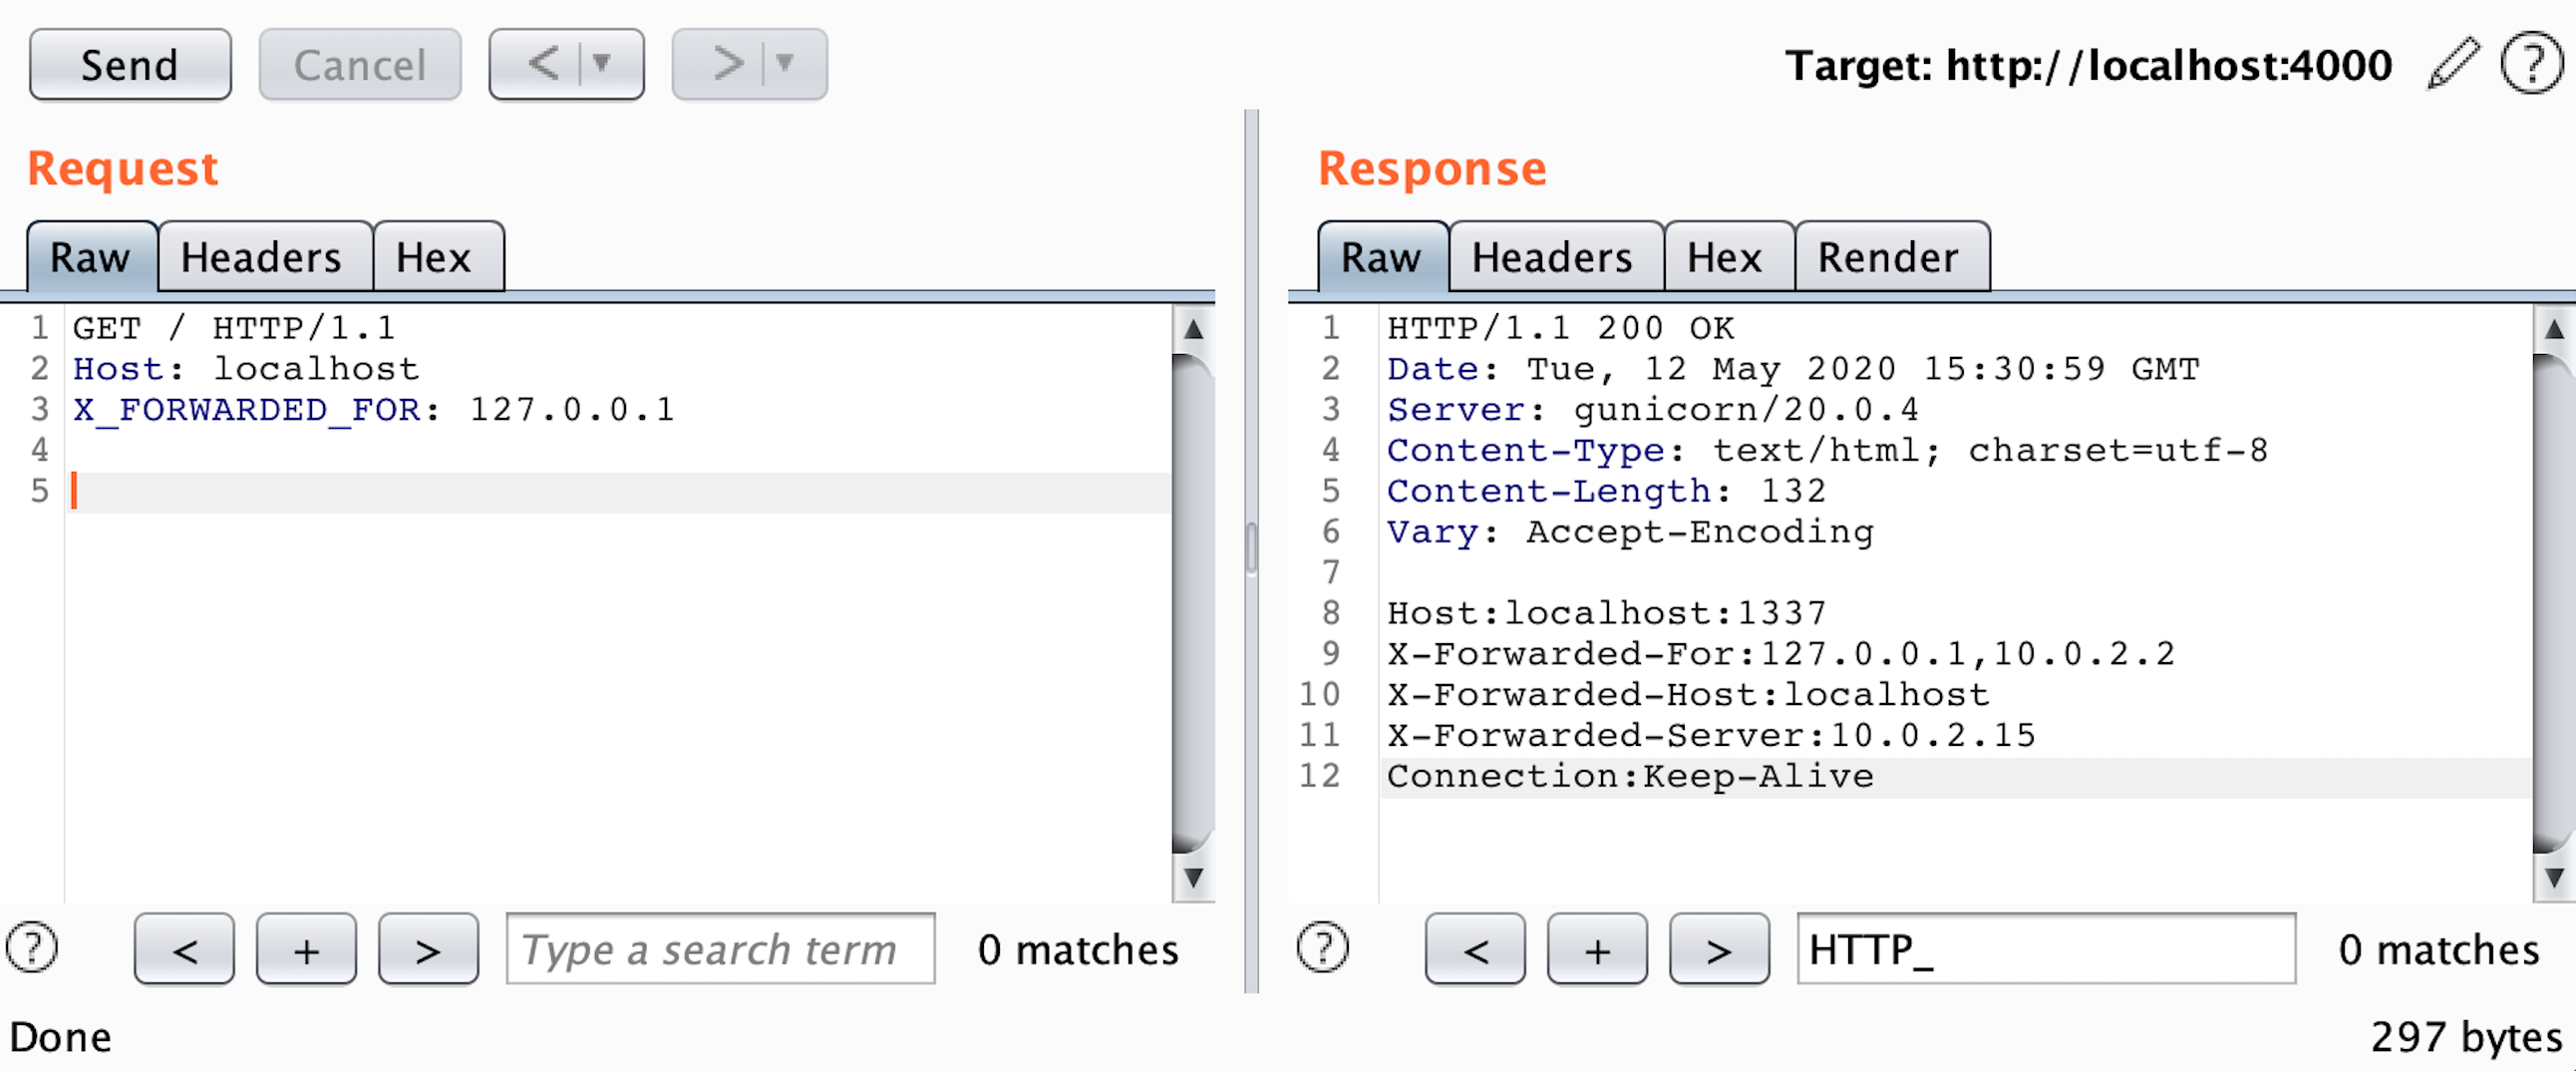 Send Cancel < ▼ > ▼ Target: http://localhost:4000 ?
Request
Raw Headers Hex
1 GET / HTTP/1.1
2 Host: localhost
3 X_FORWARDED_FOR: 127.0.0.1
4
5
? < + > Type a search term 0 matches
Response
Raw Headers Hex Render
1 HTTP/1.1 200 OK
2 Date: Tue, 12 May 2020 15:30:59 GMT
3 Server: gunicorn/20.0.4
4 Content-Type: text/html; charset=utf-8
5 Content-Length: 132
6 Vary: Accept-Encoding
7
8 Host:localhost:1337
9 X-Forwarded-For:127.0.0.1,10.0.2.2
10 X-Forwarded-Host:localhost
11 X-Forwarded-Server:10.0.2.15
12 Connection:Keep-Alive
? < + > HTTP_ 0 matches
Done 297 bytes